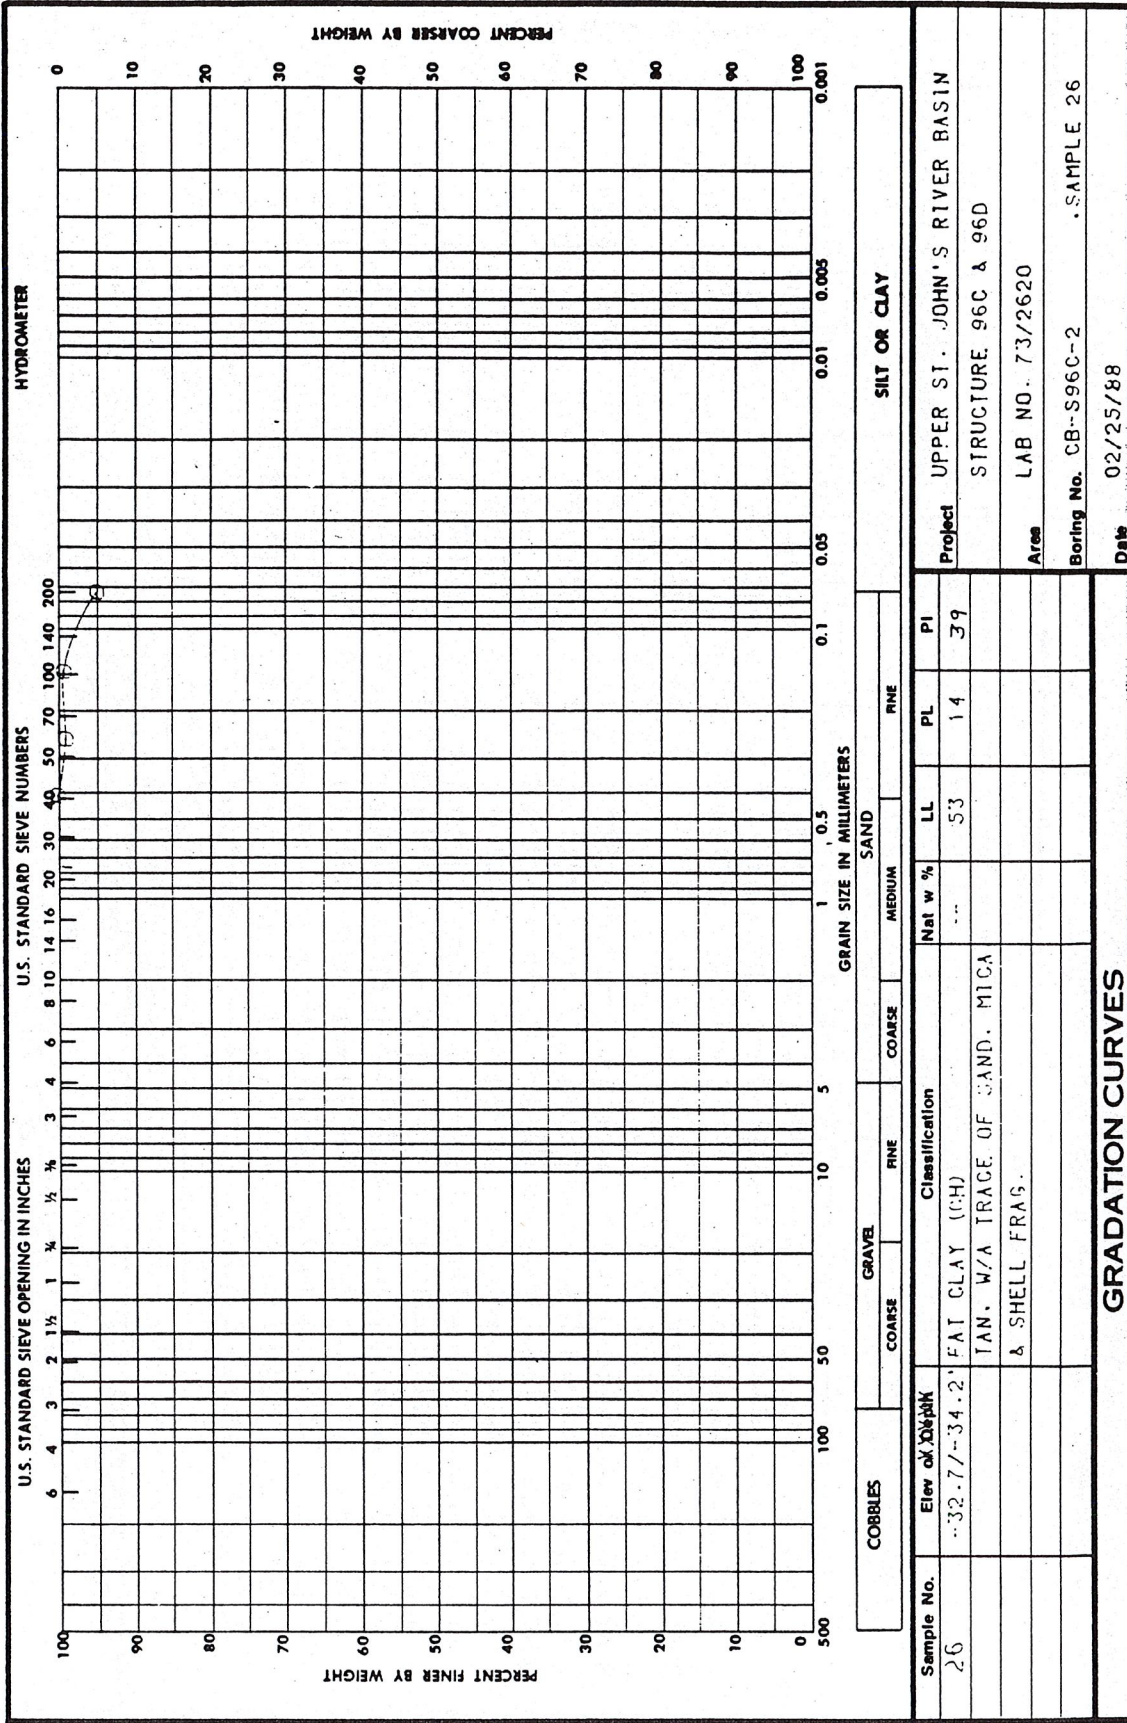 U.S. STANDARD SIEVE OPENING IN INCHES U.S. STANDARD SIEVE NUMBERS HYDROMETER
6 4 3 2 1½ 1 ¾ ½ ⅜ 3 4 6 8 10 14 16 20 30 40 50 70 100 140 200
PERCENT FINER BY WEIGHT
100
90
80
70
60
50
40
30
20
10
0
PERCENT COARSER BY WEIGHT
0
10
20
30
40
50
60
70
80
90
100
500 100 50 10 5 1 0.5 0.1 0.05 0.01 0.005 0.001
GRAIN SIZE IN MILLIMETERS
COBBLES GRAVEL SAND SILT OR CLAY
COARSE FINE COARSE MEDIUM FINE
Sample No. Elev or Depth Classification Nat w % LL PL PI
26 -32.7/-34.2' FAT CLAY (CH) --- 53 14 39
TAN, W/A TRACE OF SAND, MICA
& SHELL FRAG.
Project UPPER ST. JOHN'S RIVER BASIN
STRUCTURE 96C & 96D
Area LAB NO. 73/2620
Boring No. CB-S96C-2 . SAMPLE 26
Date 02/25/88
GRADATION CURVES